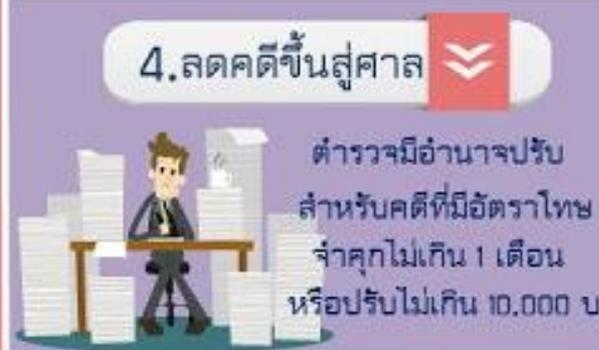 4.ลดคดีขึ้นสู่ศาล
ตำรวจมีอำนาจปรับ
สำหรับคดีที่มีอัตราโทษ
จำคุกไม่เกิน 1 เดือน
หรือปรับไม่เกิน 10,000 บ